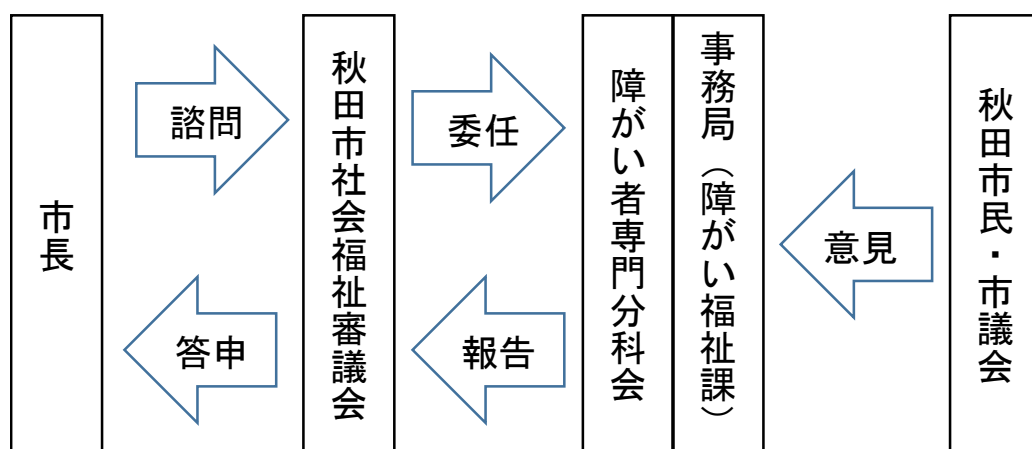 市長
諮問
答申
秋田市社会福祉審議会
委任
報告
障がい者専門分科会
事務局（障がい福祉課）
意見
秋田市民・市議会